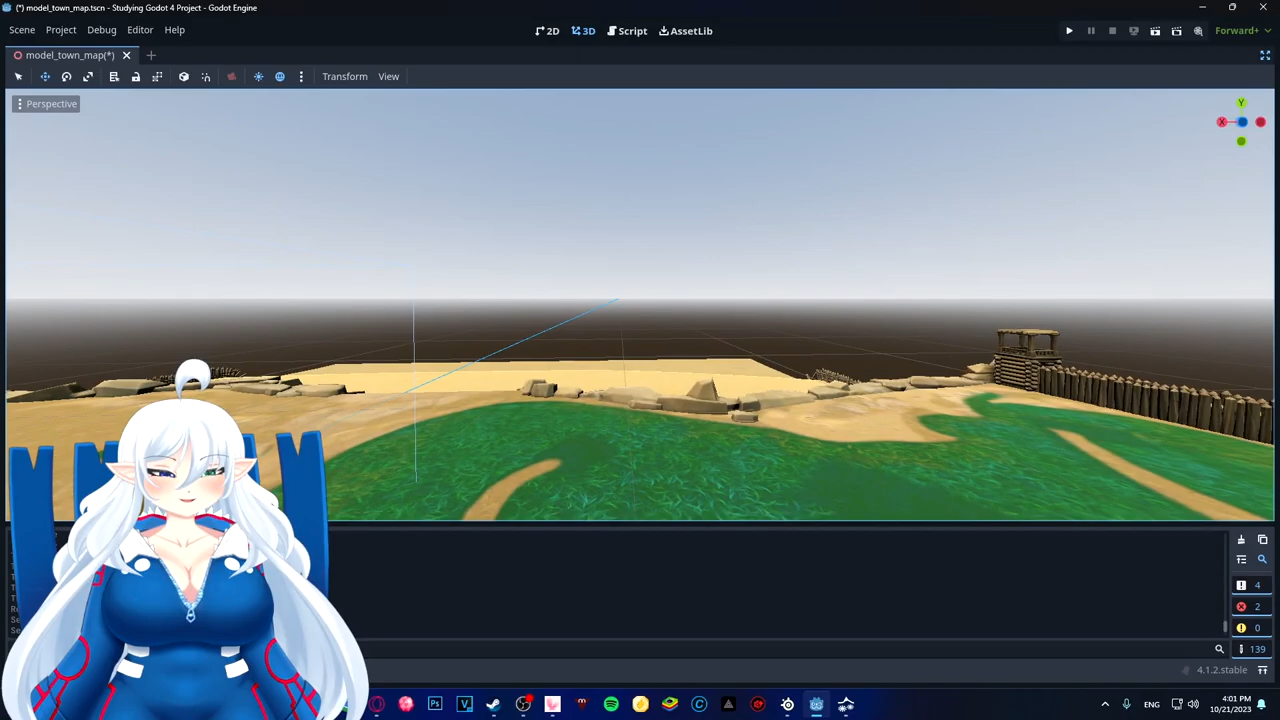 (*) model_town_map.tscn - Studying Godot 4 Project - Godot Engine
Scene Project Debug Editor Help
2D 3D Script AssetLib
Forward+
model_town_map(*)
Transform View
Perspective
Y
X
4
2
0
139
4.1.2.stable
ENG
4:01 PM
10/21/2023